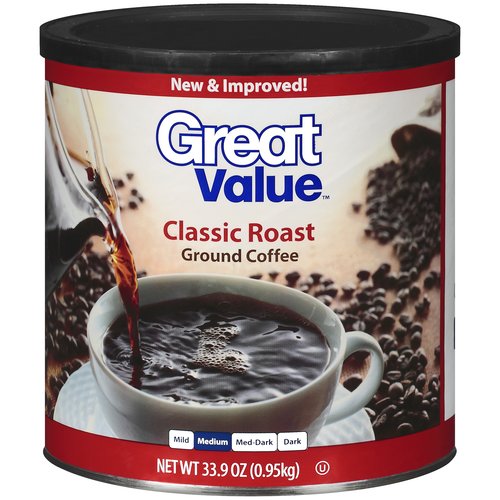 New & Improved!
Great
Value™
Classic Roast
Ground Coffee
Mild Medium Med-Dark Dark
NET WT 33.9 OZ (0.95kg) Ⓤ